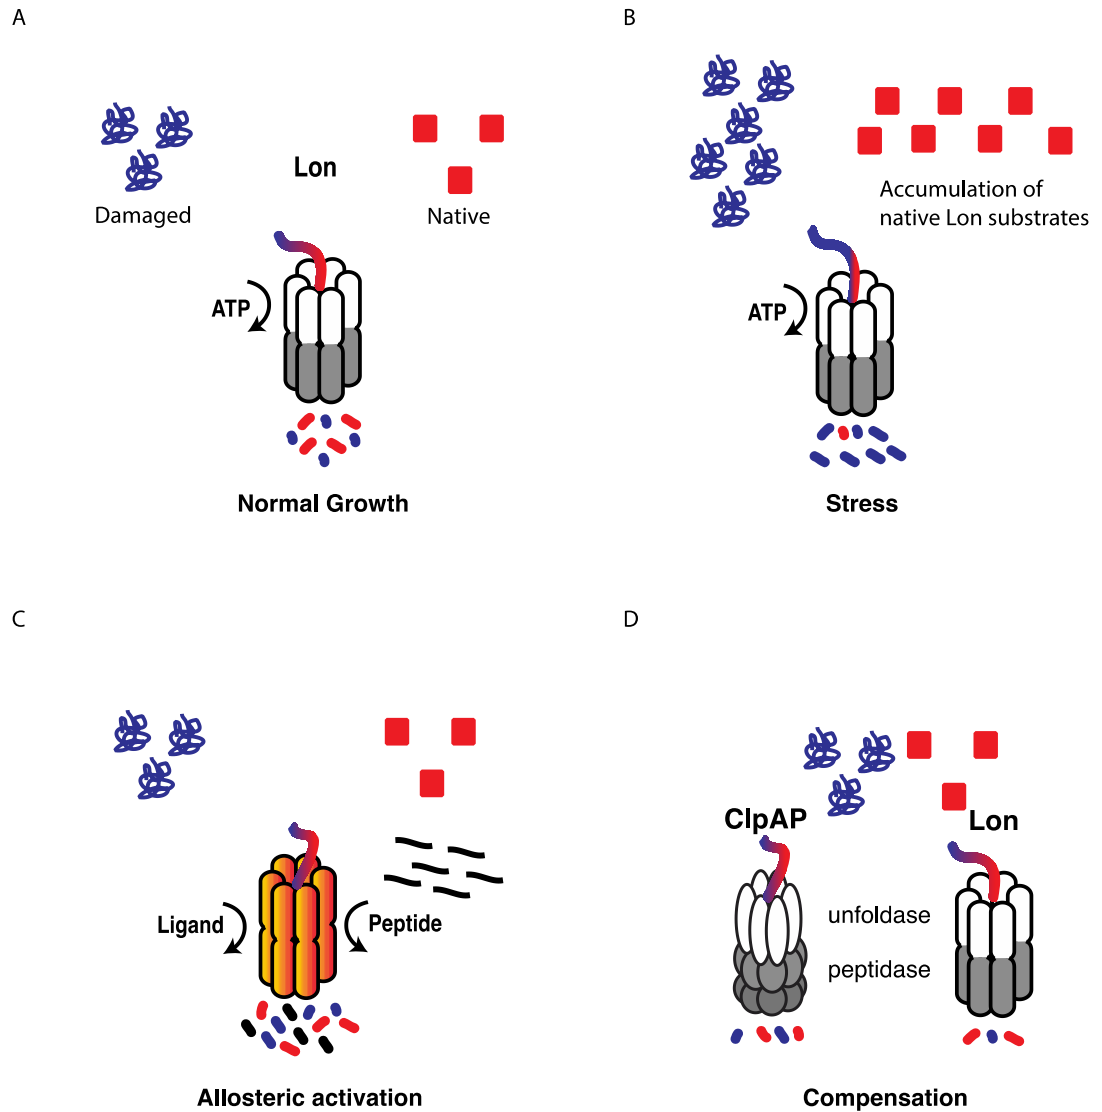 A
Lon
Damaged
Native
ATP
Normal Growth
B
Accumulation of
native Lon substrates
ATP
Stress
C
Ligand
Peptide
Allosteric activation
D
ClpAP
Lon
unfoldase
peptidase
Compensation